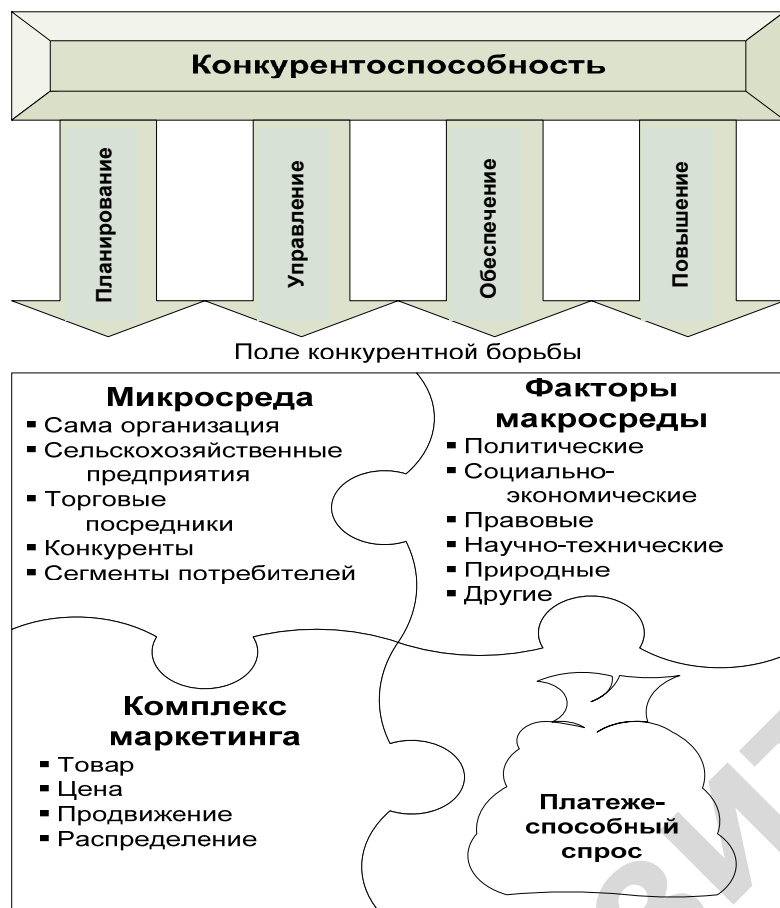 Конкурентоспособность
Планирование
Управление
Обеспечение
Повышение
Поле конкурентной борьбы
Микросреда
▪ Сама организация
▪ Сельскохозяйственные
предприятия
▪ Торговые
посредники
▪ Конкуренты
▪ Сегменты потребителей
Факторы
макросреды
▪ Политические
▪ Социально-
экономические
▪ Правовые
▪ Научно-технические
▪ Природные
▪ Другие
Комплекс
маркетинга
▪ Товар
▪ Цена
▪ Продвижение
▪ Распределение
Платеже-
способный
спрос